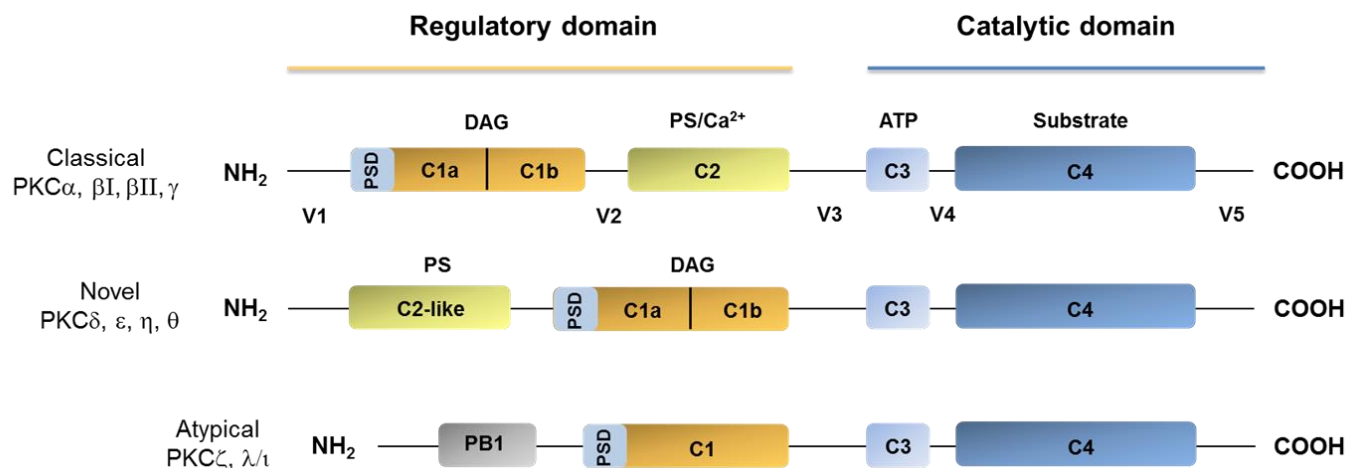 Regulatory domain Catalytic domain
DAG PS/Ca²⁺ ATP Substrate
Classical
PKCα, βI, βII, γ
NH₂ PSD C1a C1b C2 C3 C4 COOH
V1 V2 V3 V4 V5
PS DAG
Novel
PKCδ, ε, η, θ
NH₂ C2-like PSD C1a C1b C3 C4 COOH
Atypical
PKCζ, λ/ι
NH₂ PB1 PSD C1 C3 C4 COOH